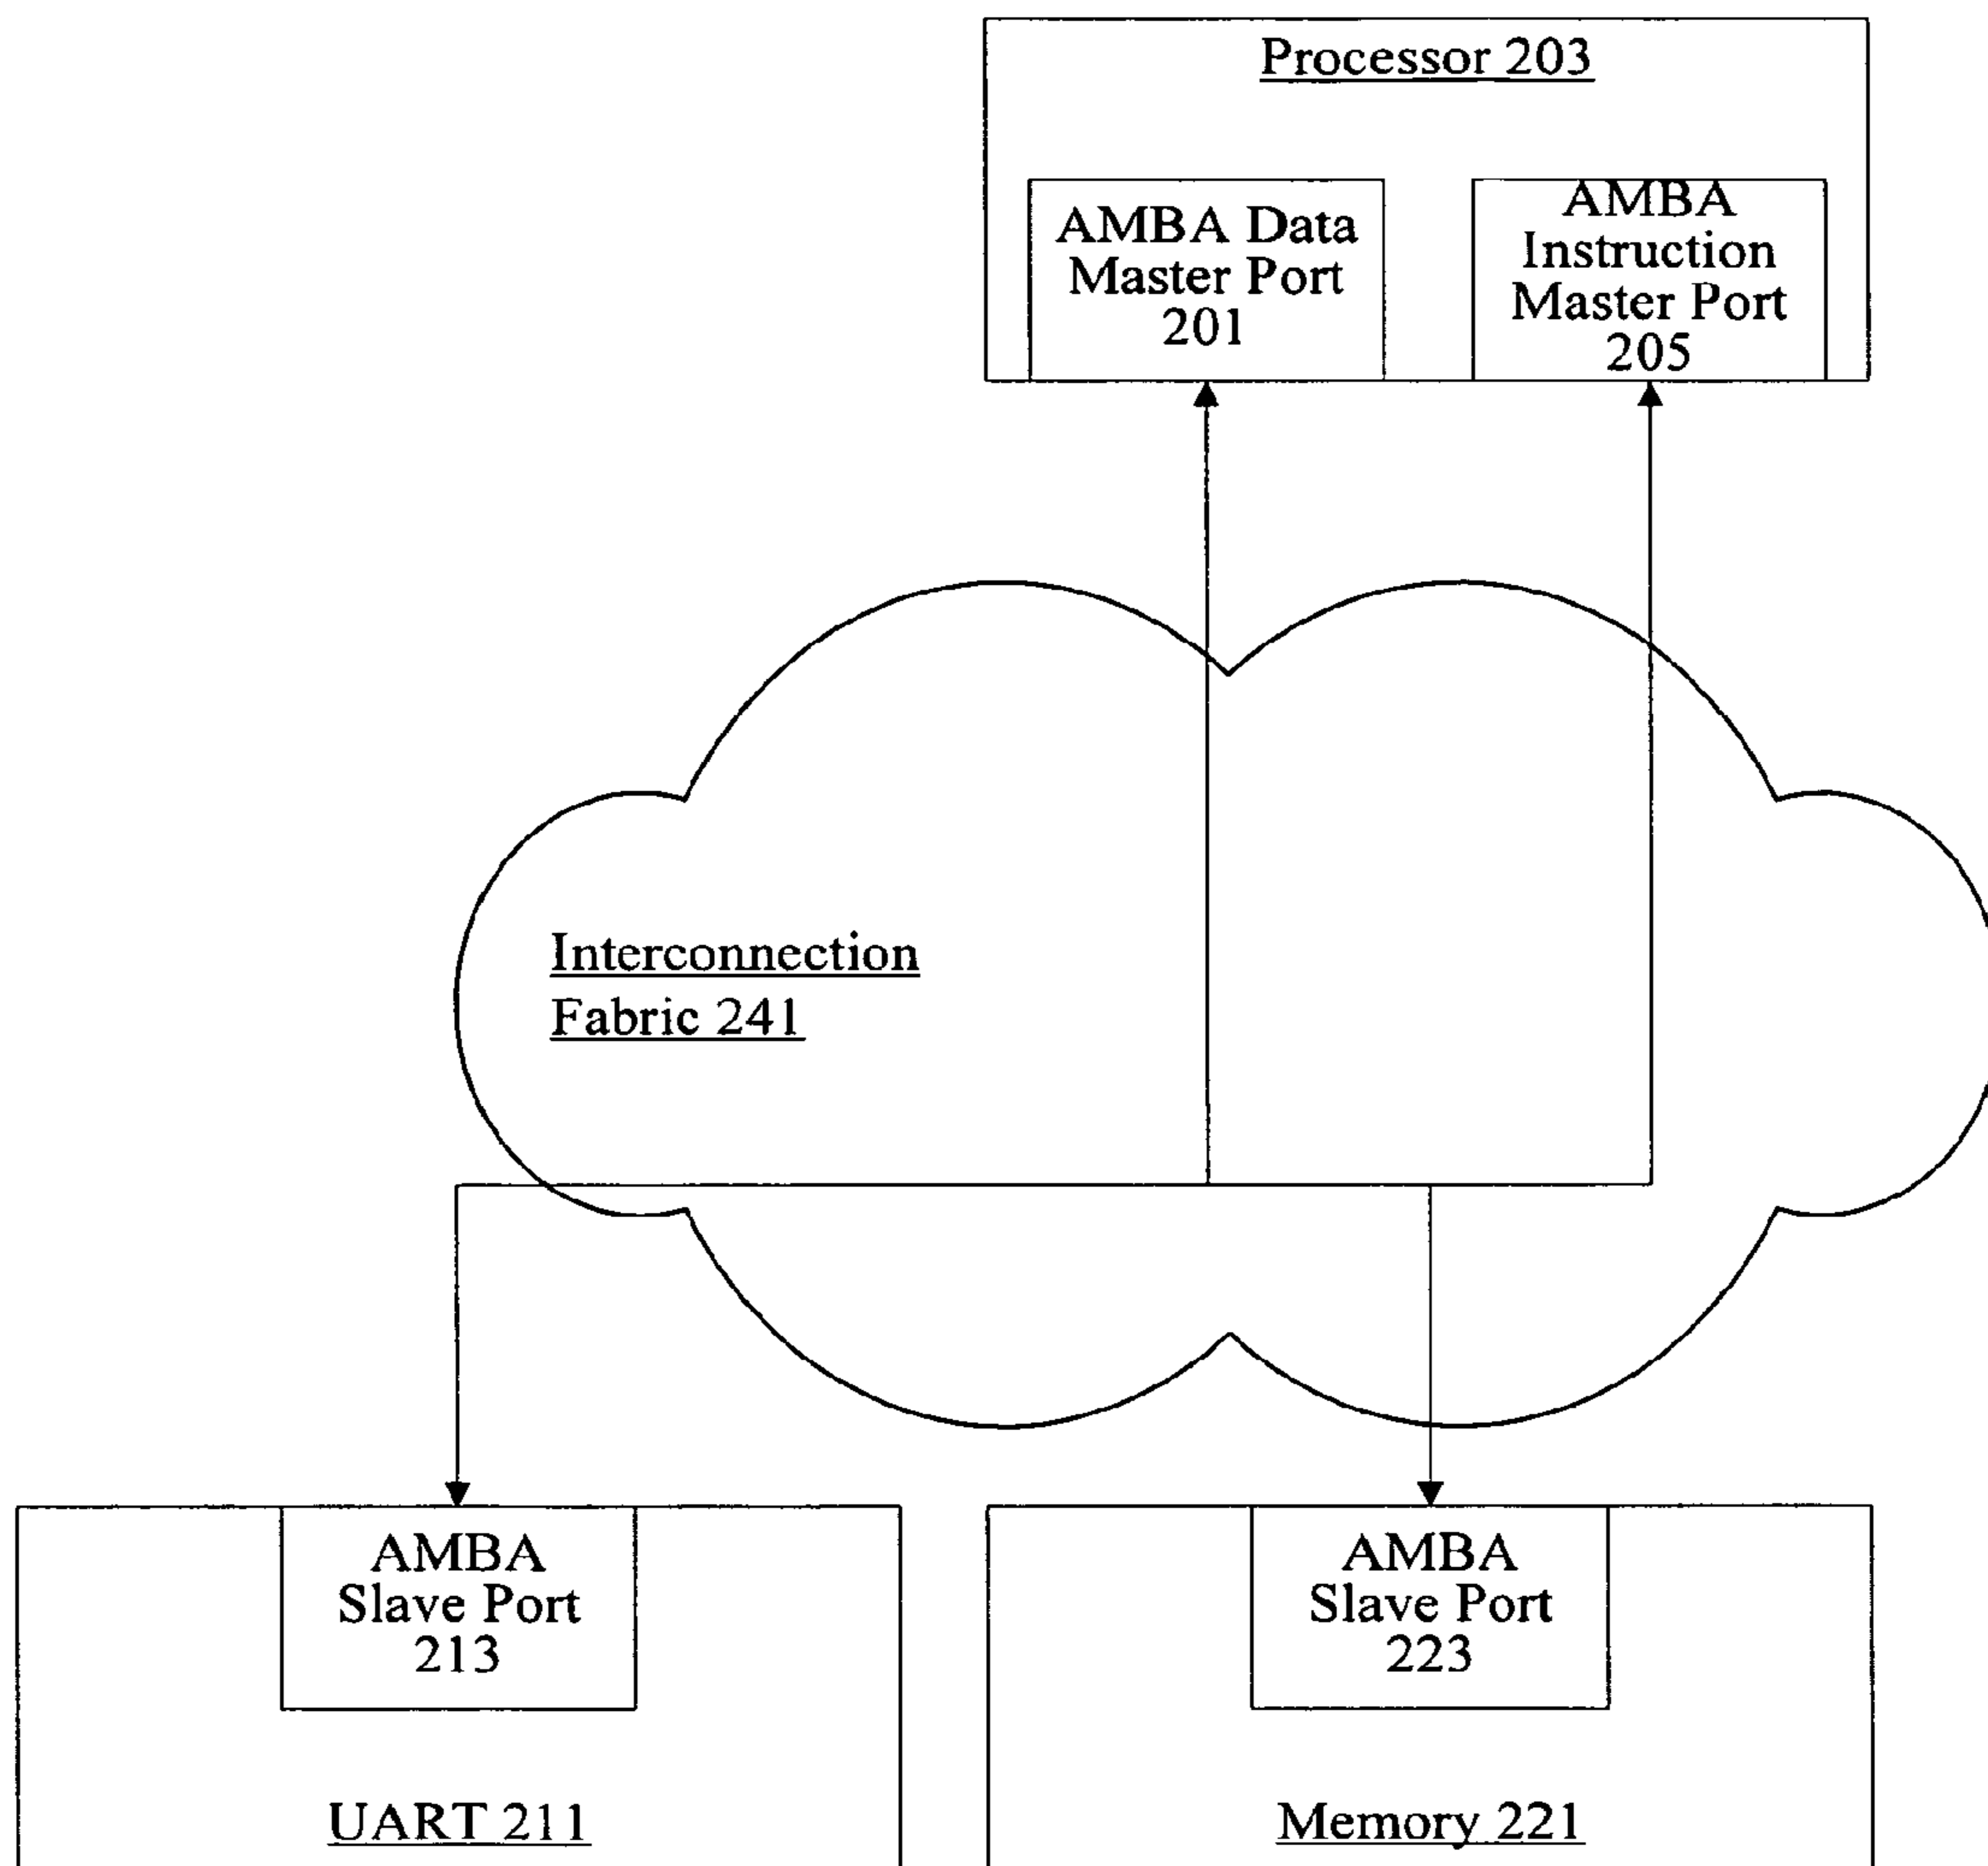 Processor 203
AMBA Data
Master Port
201
AMBA
Instruction
Master Port
205
Interconnection
Fabric 241
AMBA
Slave Port
213
UART 211
AMBA
Slave Port
223
Memory 221